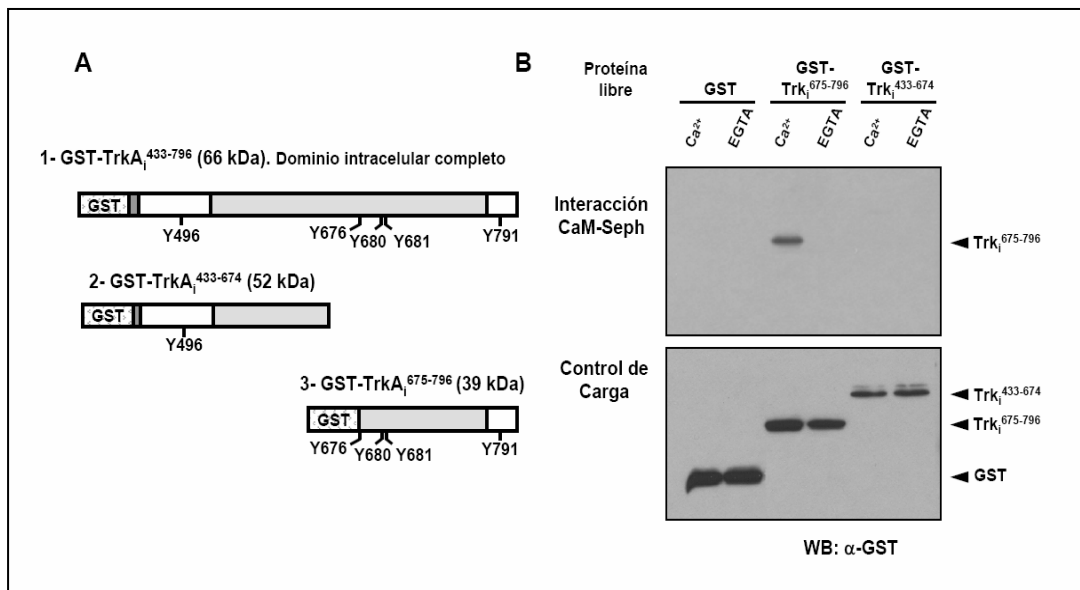 A
1- GST-TrkAᵢ⁴³³⁻⁷⁹⁶ (66 kDa). Dominio intracelular completo
GST
Y496
Y676
Y680
Y681
Y791
2- GST-TrkAᵢ⁴³³⁻⁶⁷⁴ (52 kDa)
GST
Y496
3- GST-TrkAᵢ⁶⁷⁵⁻⁷⁹⁶ (39 kDa)
GST
Y676
Y680
Y681
Y791
B
Proteína
libre
GST
GST-
Trkᵢ⁶⁷⁵⁻⁷⁹⁶
GST-
Trkᵢ⁴³³⁻⁶⁷⁴
Ca²⁺
EGTA
Ca²⁺
EGTA
Ca²⁺
EGTA
Interacción
CaM-Seph
Trkᵢ⁶⁷⁵⁻⁷⁹⁶
Control de
Carga
Trkᵢ⁴³³⁻⁶⁷⁴
Trkᵢ⁶⁷⁵⁻⁷⁹⁶
GST
WB: α-GST